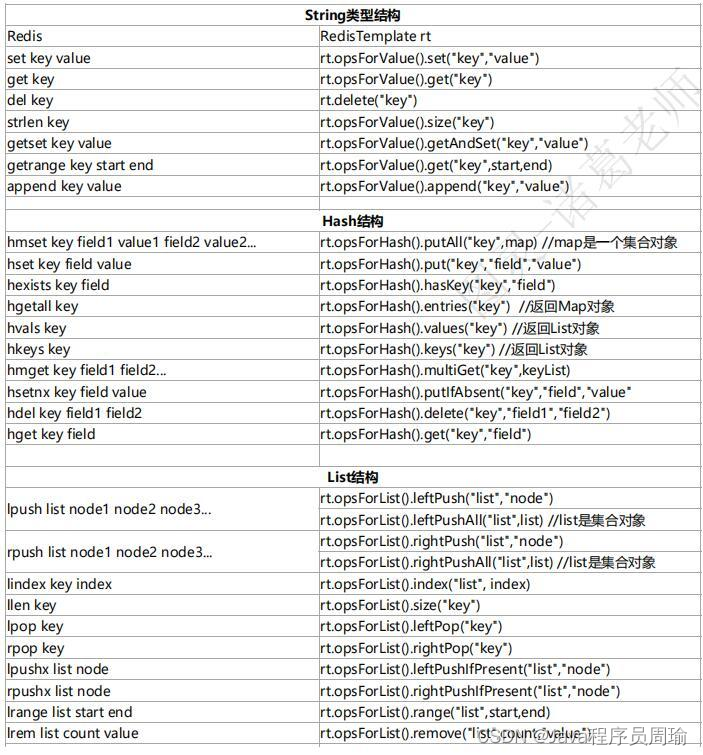 String类型结构
Redis RedisTemplate rt
set key value rt.opsForValue().set("key","value")
get key rt.opsForValue().get("key")
del key rt.delete("key")
strlen key rt.opsForValue().size("key")
getset key value rt.opsForValue().getAndSet("key","value")
getrange key start end rt.opsForValue().get("key",start,end)
append key value rt.opsForValue().append("key","value")
Hash结构
hmset key field1 value1 field2 value2... rt.opsForHash().putAll("key",map) //map是一个集合对象
hset key field value rt.opsForHash().put("key","field","value")
hexists key field rt.opsForHash().hasKey("key","field")
hgetall key rt.opsForHash().entries("key") //返回Map对象
hvals key rt.opsForHash().values("key") //返回List对象
hkeys key rt.opsForHash().keys("key") //返回List对象
hmget key field1 field2... rt.opsForHash().multiGet("key",keyList)
hsetnx key field value rt.opsForHash().putIfAbsent("key","field","value"
hdel key field1 field2 rt.opsForHash().delete("key","field1","field2")
hget key field rt.opsForHash().get("key","field")
List结构
lpush list node1 node2 node3... rt.opsForList().leftPush("list","node")
rt.opsForList().leftPushAll("list",list) //list是集合对象
rpush list node1 node2 node3... rt.opsForList().rightPush("list","node")
rt.opsForList().rightPushAll("list",list) //list是集合对象
lindex key index rt.opsForList().index("list", index)
llen key rt.opsForList().size("key")
lpop key rt.opsForList().leftPop("key")
rpop key rt.opsForList().rightPop("key")
lpushx list node rt.opsForList().leftPushIfPresent("list","node")
rpushx list node rt.opsForList().rightPushIfPresent("list","node")
lrange list start end rt.opsForList().range("list",start,end)
lrem list count value rt.opsForList().remove("list",count,"value")
诸葛老师
CSDN @Java程序员周瑜